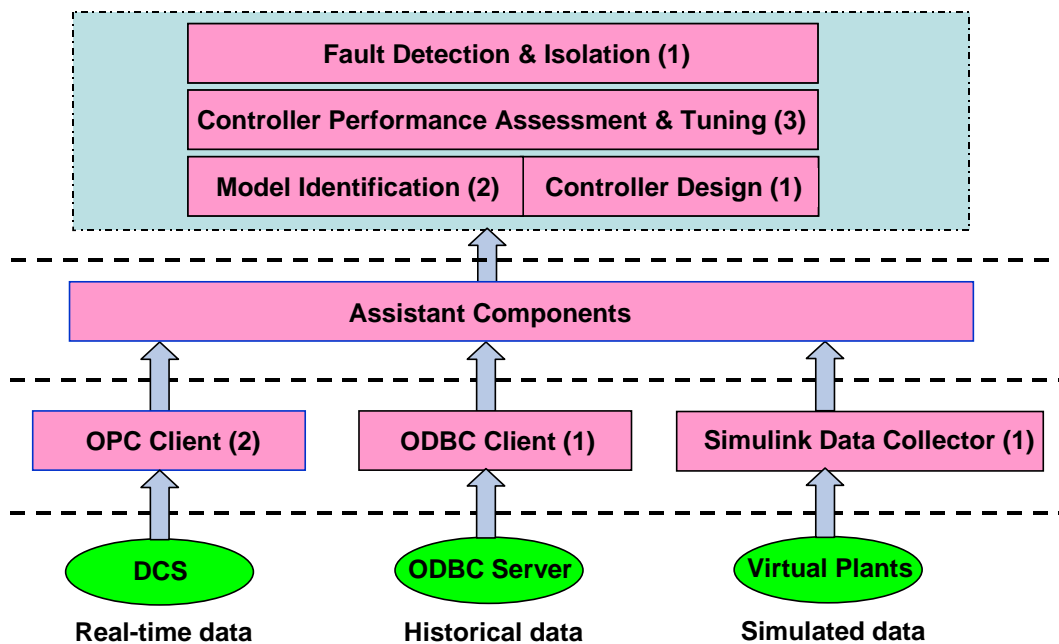 Fault Detection & Isolation (1)
Controller Performance Assessment & Tuning (3)
Model Identification (2)
Controller Design (1)
Assistant Components
OPC Client (2)
ODBC Client (1)
Simulink Data Collector (1)
DCS
ODBC Server
Virtual Plants
Real-time data
Historical data
Simulated data